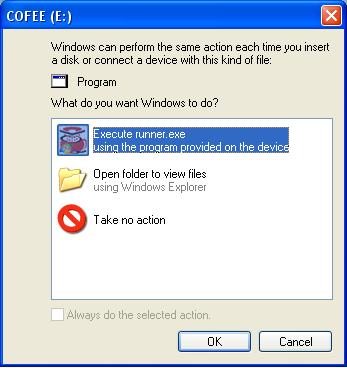 COFEE (E:)
Windows can perform the same action each time you insert
a disk or connect a device with this kind of file:
Program
What do you want Windows to do?
Execute runner.exe
using the program provided on the device
Open folder to view files
using Windows Explorer
Take no action
Always do the selected action.
OK
Cancel